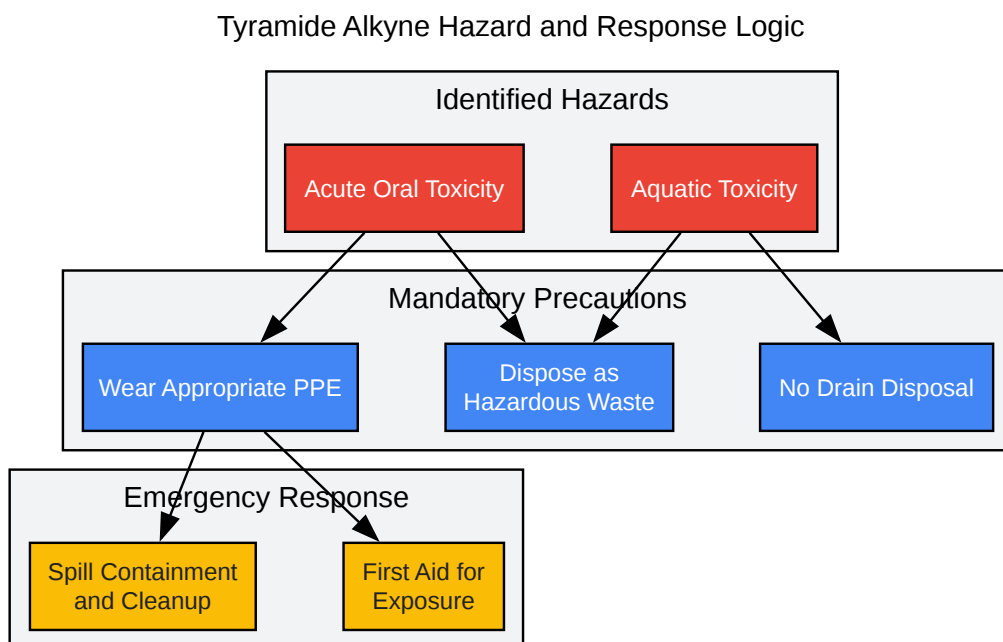 Tyramide Alkyne Hazard and Response Logic
Identified Hazards
Acute Oral Toxicity
Aquatic Toxicity
Mandatory Precautions
Wear Appropriate PPE
Dispose as
Hazardous Waste
No Drain Disposal
Emergency Response
Spill Containment
and Cleanup
First Aid for
Exposure